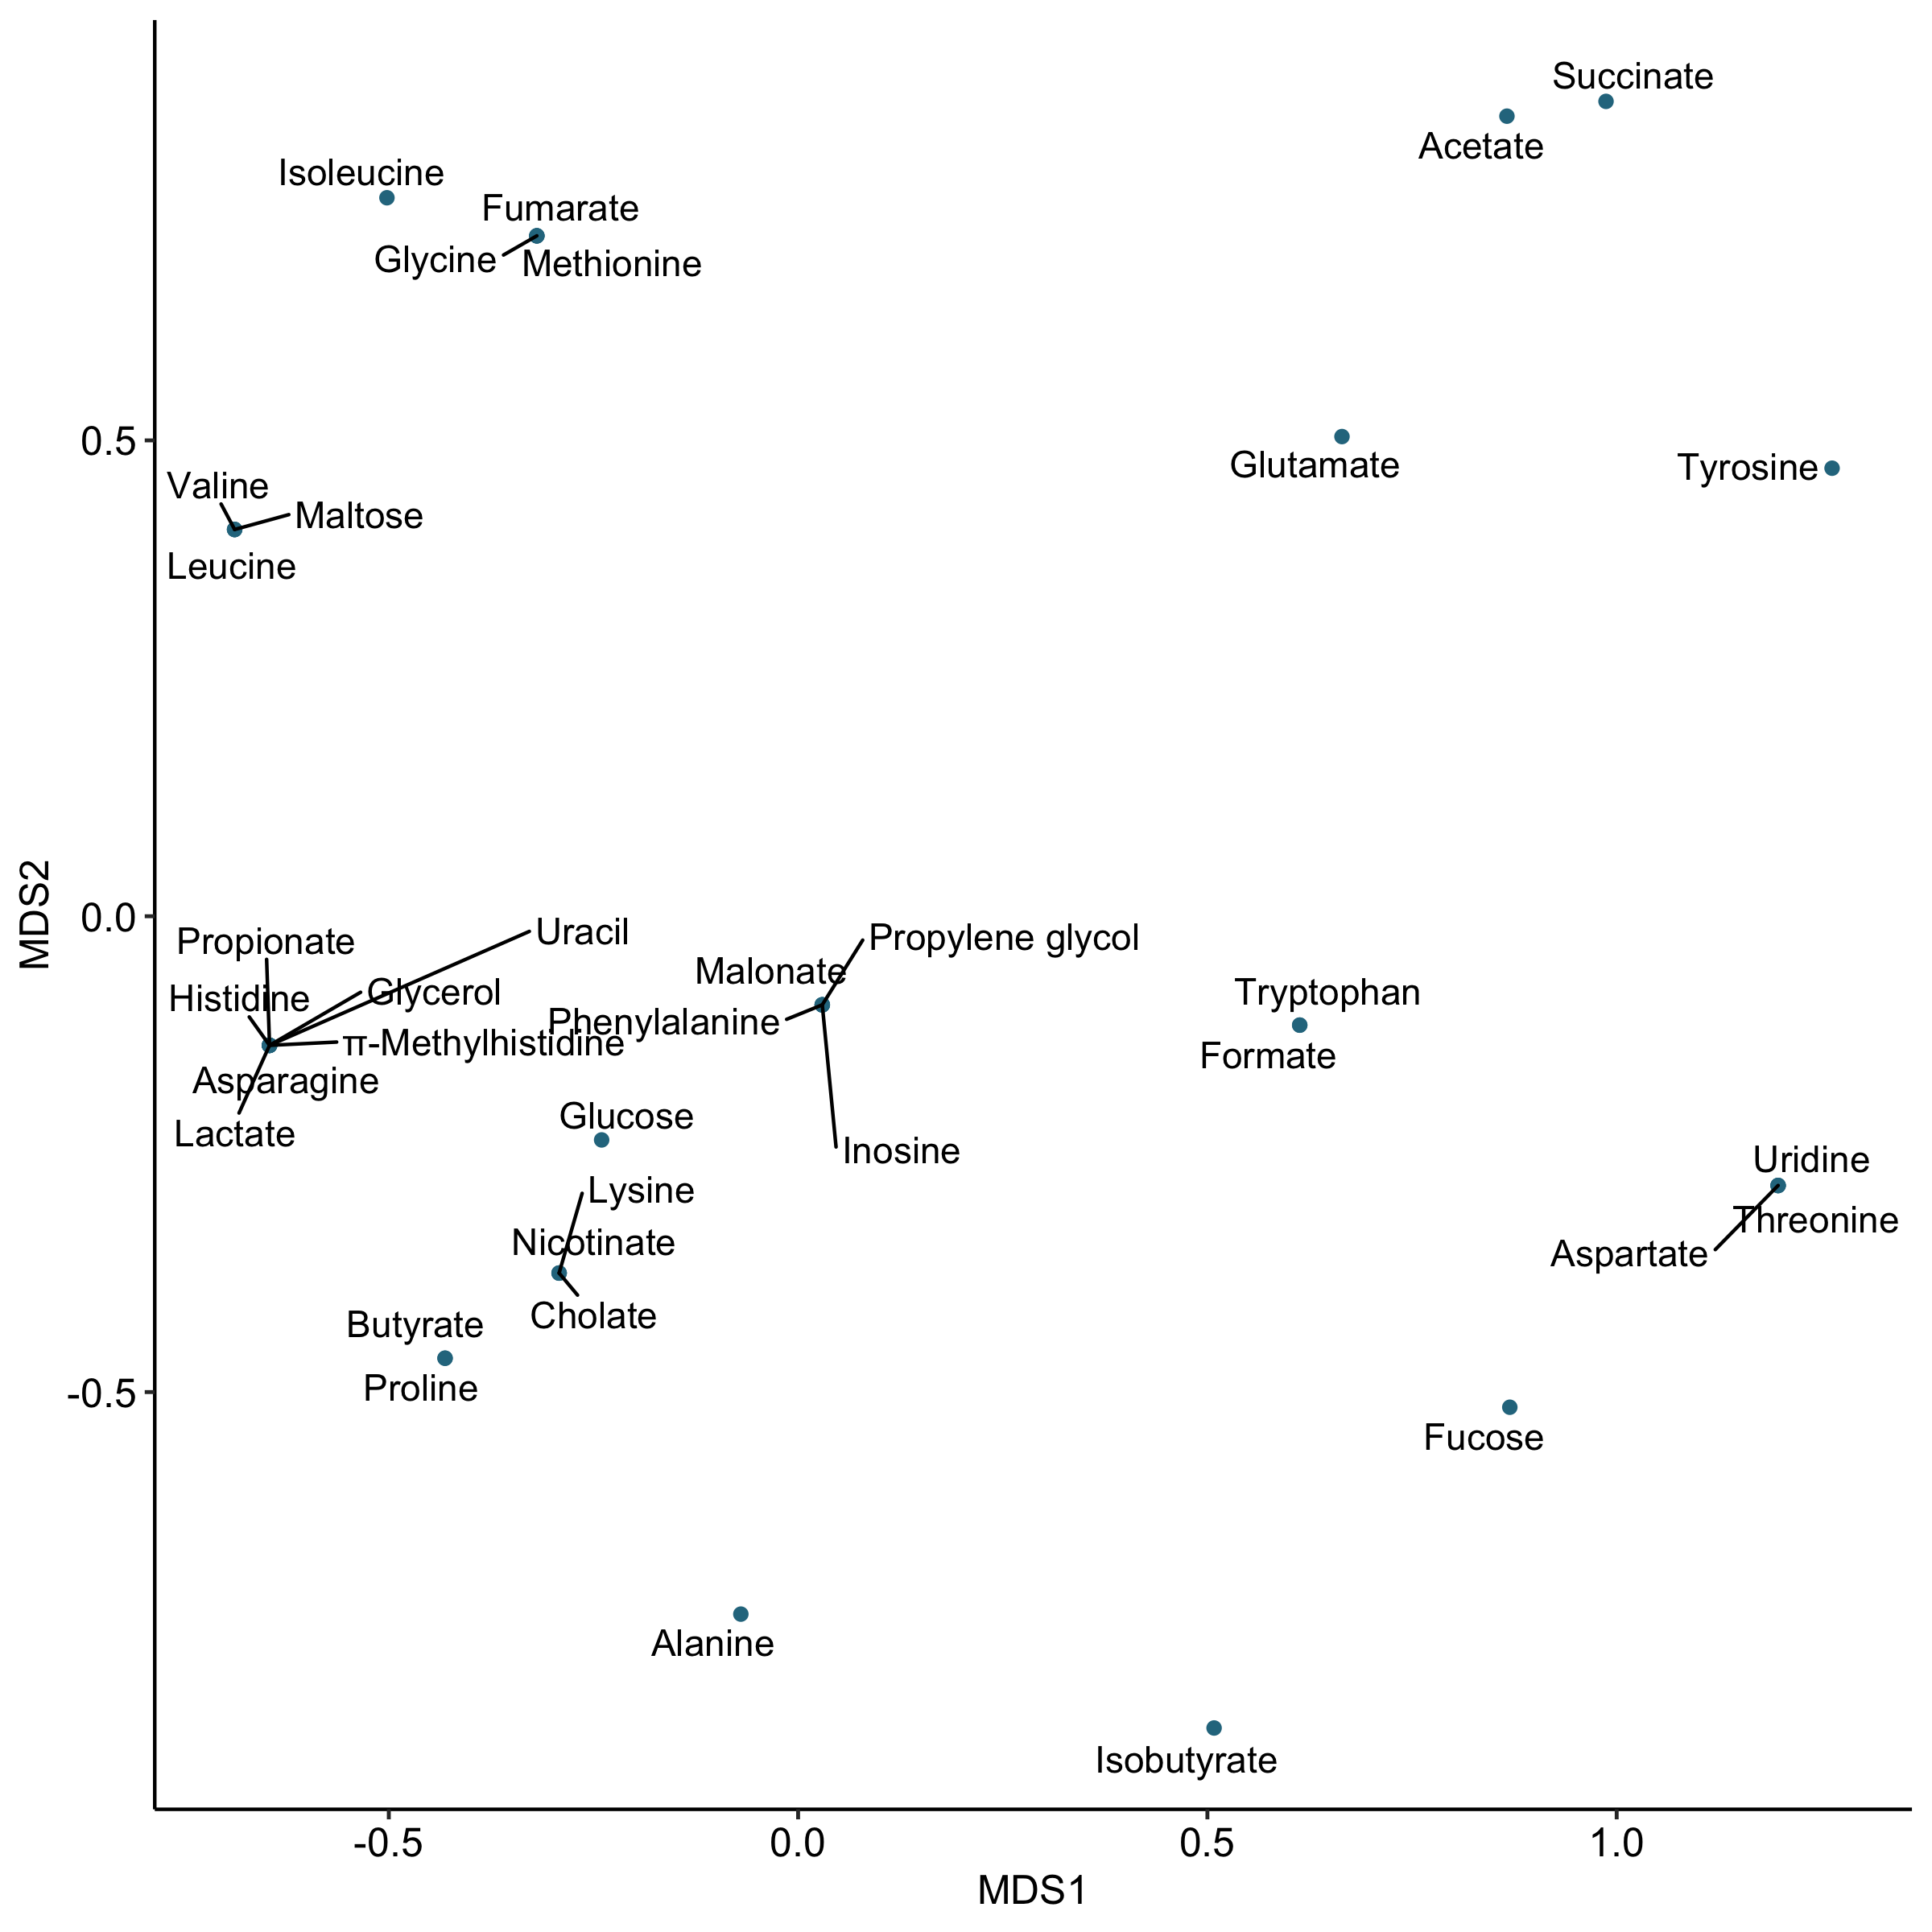 Succinate
Acetate
Isoleucine
Fumarate
Glycine
Methionine
0.5
Glutamate
Tyrosine
Valine
Maltose
Leucine
MDS2
0.0
Propionate
Uracil
Propylene glycol
Malonate
Histidine
Glycerol
Phenylalanine
Tryptophan
π-Methylhistidine
Formate
Asparagine
Lactate
Glucose
Inosine
Uridine
Lysine
Threonine
Nicotinate
Aspartate
Cholate
Butyrate
Proline
-0.5
Fucose
Alanine
Isobutyrate
-0.5
0.0
0.5
1.0
MDS1